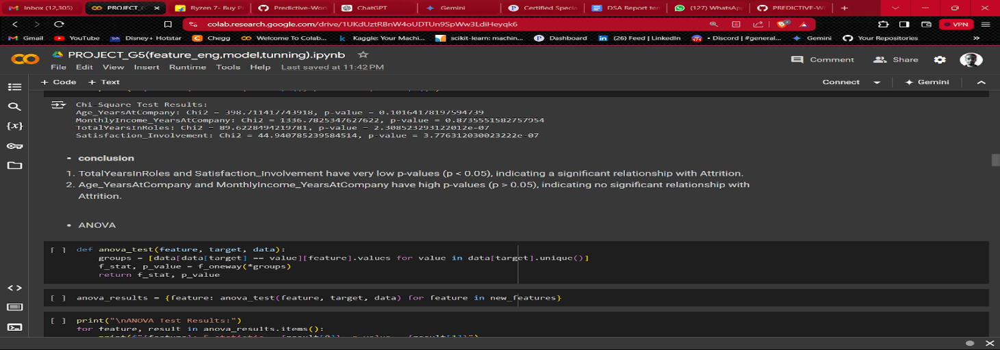 Inbox (12,305)
PROJECT_G
Ryzen 7- Buy P
Predictive-Wor
ChatGPT
Gemini
Certified Specia
DSA Report ten
(127) WhatsAp
PREDICTIVE-W
colab.research.google.com/drive/1UKdUztRBnW4oUDTUn9SpWw3LdiHeyqk6
VPN
Gmail
YouTube
Disney+ Hotstar
Chegg
Welcome To Colab...
Kaggle: Your Machi...
scikit-learn: machin...
Dashboard
(26) Feed | LinkedIn
• Discord | #general...
Gemini
Your Repositories
PROJECT_G5(feature_eng,model,tunning).ipynb
File Edit View Insert Runtime Tools Help Last saved at 11:42 PM
Comment
Share
+ Code + Text
Connect
Gemini
Chi-Square Test Results:
Age_YearsAtCompany: Chi2 = 398.711417743918, p-value = 0.10164178197594739
MonthlyIncome_YearsAtCompany: Chi2 = 1336.7825347627622, p-value = 0.8735551582757954
TotalYearsInRoles: Chi2 = 89.6228494219781, p-value = 2.308523293122012e-07
Satisfaction_Involvement: Chi2 = 44.940785239584514, p-value = 3.776312030023222e-07
• conclusion
1. TotalYearsInRoles and Satisfaction_Involvement have very low p-values (p < 0.05), indicating a significant relationship with Attrition.
2. Age_YearsAtCompany and MonthlyIncome_YearsAtCompany have high p-values (p > 0.05), indicating no significant relationship with
Attrition.
• ANOVA
[ ] def anova_test(feature, target, data):
groups = [data[data[target] == value][feature].values for value in data[target].unique()]
f_stat, p_value = f_oneway(*groups)
return f_stat, p_value
[ ] anova_results = {feature: anova_test(feature, target, data) for feature in new_features}
[ ] print("\nANOVA Test Results:")
for feature, result in anova_results.items():